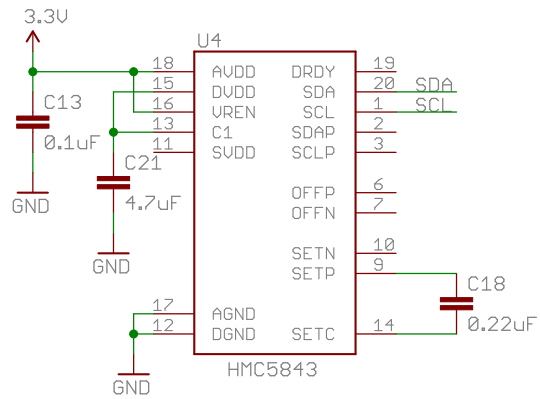 3.3V
U4
18 AVDD DRDY 19
15 DVDD SDA 20 SDA
16 VREN SCL 1 SCL
13 C1 SDAP 2
11 SVDD SCLP 3
C13
0.1uF
GND
C21
4.7uF
GND
OFFP 6
OFFN 7
SETN 10
SETP 9
C18
0.22uF
17 AGND
12 DGND SETC 14
GND
HMC5843